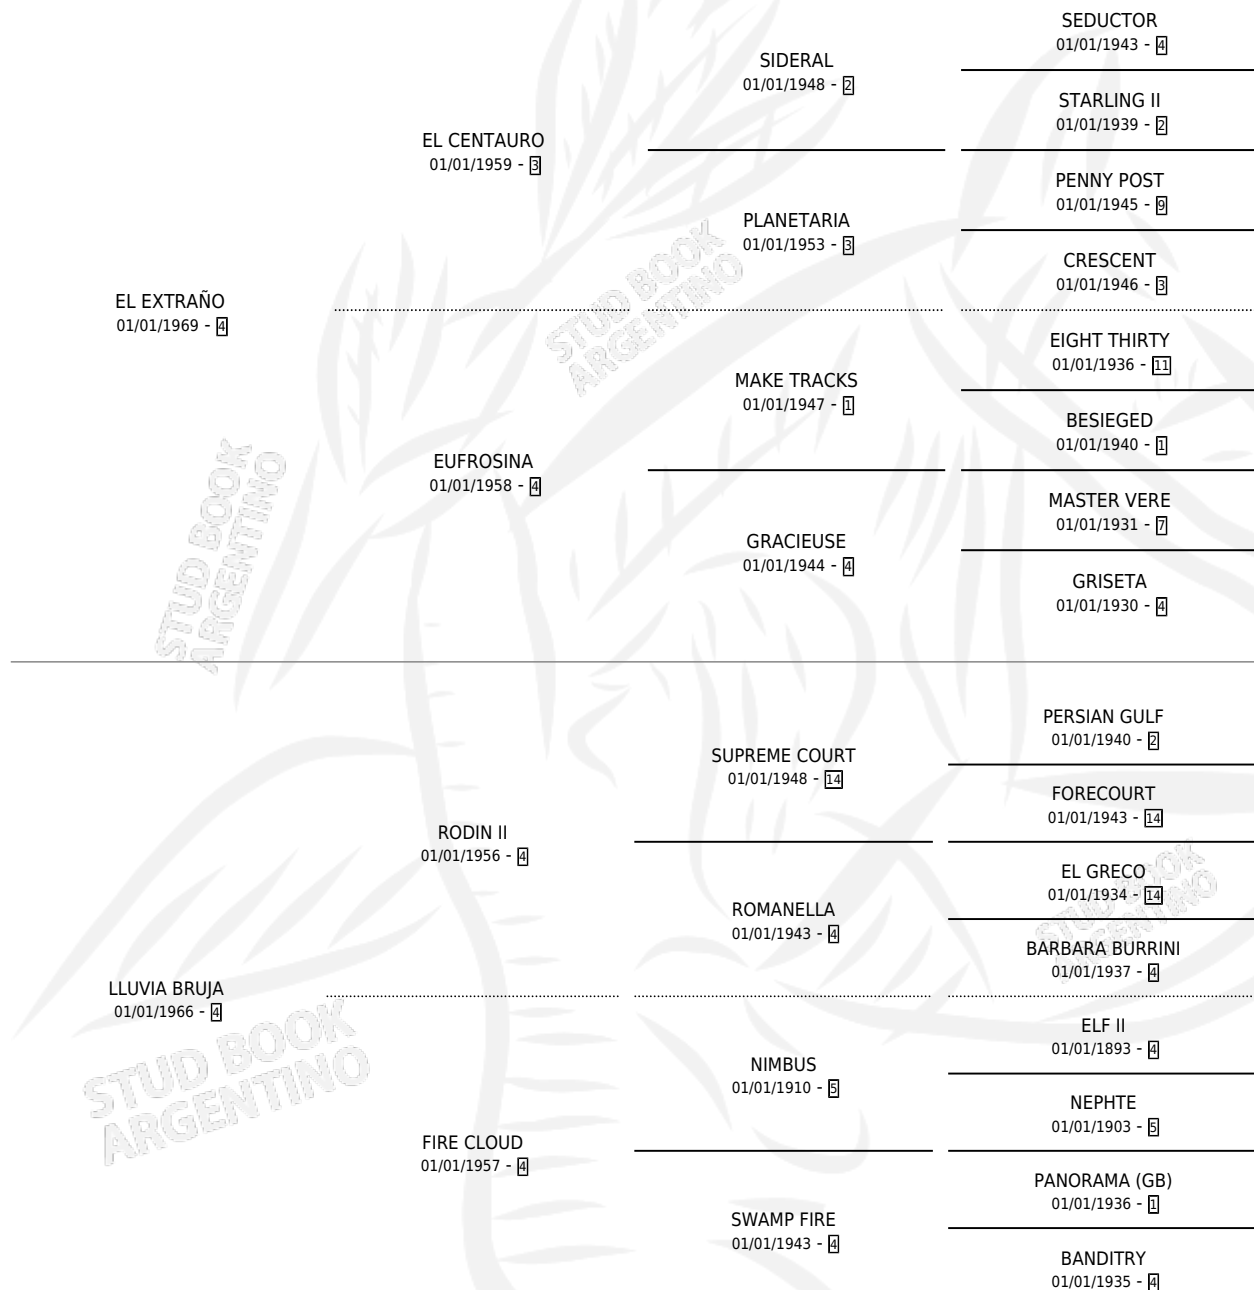 SEDUCTOR
01/01/1943 - 4
SIDERAL
01/01/1948 - 2
STARLING II
01/01/1939 - 2
EL CENTAURO
01/01/1959 - 3
PENNY POST
01/01/1945 - 9
PLANETARIA
01/01/1953 - 3
CRESCENT
01/01/1946 - 3
EL EXTRAÑO
01/01/1969 - 4
EIGHT THIRTY
01/01/1936 - 11
MAKE TRACKS
01/01/1947 - 1
BESIEGED
01/01/1940 - 1
EUFROSINA
01/01/1958 - 4
MASTER VERE
01/01/1931 - 7
GRACIEUSE
01/01/1944 - 4
GRISETA
01/01/1930 - 4
PERSIAN GULF
01/01/1940 - 2
SUPREME COURT
01/01/1948 - 14
FORECOURT
01/01/1943 - 14
RODIN II
01/01/1956 - 4
EL GRECO
01/01/1934 - 14
ROMANELLA
01/01/1943 - 4
BARBARA BURRINI
01/01/1937 - 4
LLUVIA BRUJA
01/01/1966 - 4
ELF II
01/01/1893 - 4
NIMBUS
01/01/1910 - 5
NEPHTE
01/01/1903 - 5
FIRE CLOUD
01/01/1957 - 4
PANORAMA (GB)
01/01/1936 - 1
SWAMP FIRE
01/01/1943 - 4
BANDITRY
01/01/1935 - 4
STUD BOOK
ARGENTINO
STUD BOOK
ARGENTINO
STUD BOOK
ARGENTINO
STUD BOOK
ARGENTINO